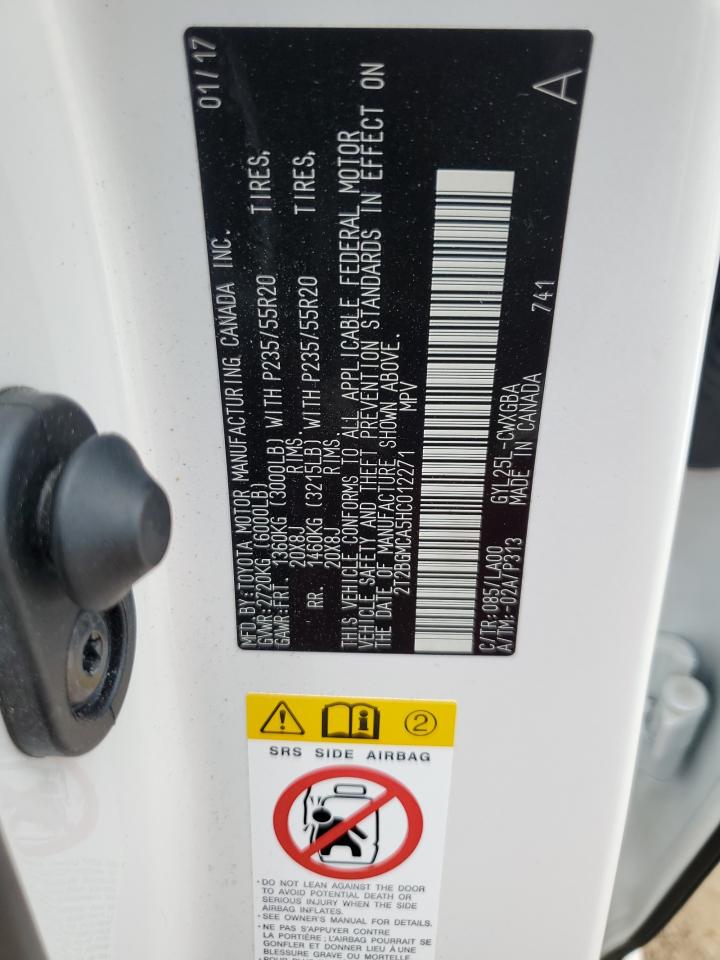 MFD.BY:TOYOTA MOTOR MANUFACTURING CANADA INC. 01/17
GVWR:2720KG(6000LB)
GAWR:FRT. 1360KG (3000LB) WITH P235/55R20 TIRES,
20X8J RIMS,
RR. 1460KG (3215LB) WITH P235/55R20 TIRES,
20X8J RIMS
THIS VEHICLE CONFORMS TO ALL APPLICABLE FEDERAL MOTOR
VEHICLE SAFETY AND THEFT PREVENTION STANDARDS IN EFFECT ON
THE DATE OF MANUFACTURE SHOWN ABOVE.
2T2BGMCA5HC012271 MPV
C/TR:085/LA00 GYL25L-CWXGBA
A/TM:-02A/P313 MADE IN CANADA 741
A
2
SRS SIDE AIRBAG
・DO NOT LEAN AGAINST THE DOOR
TO AVOID POTENTIAL DEATH OR
SERIOUS INJURY WHEN THE SIDE
AIRBAG INFLATES.
・SEE OWNER'S MANUAL FOR DETAILS.
・NE PAS S'APPUYER CONTRE
LA PORTIÈRE ; L'AIRBAG POURRAIT SE
GONFLER ET DONNER LIEU À UNE
BLESSURE GRAVE OU MORTELLE.